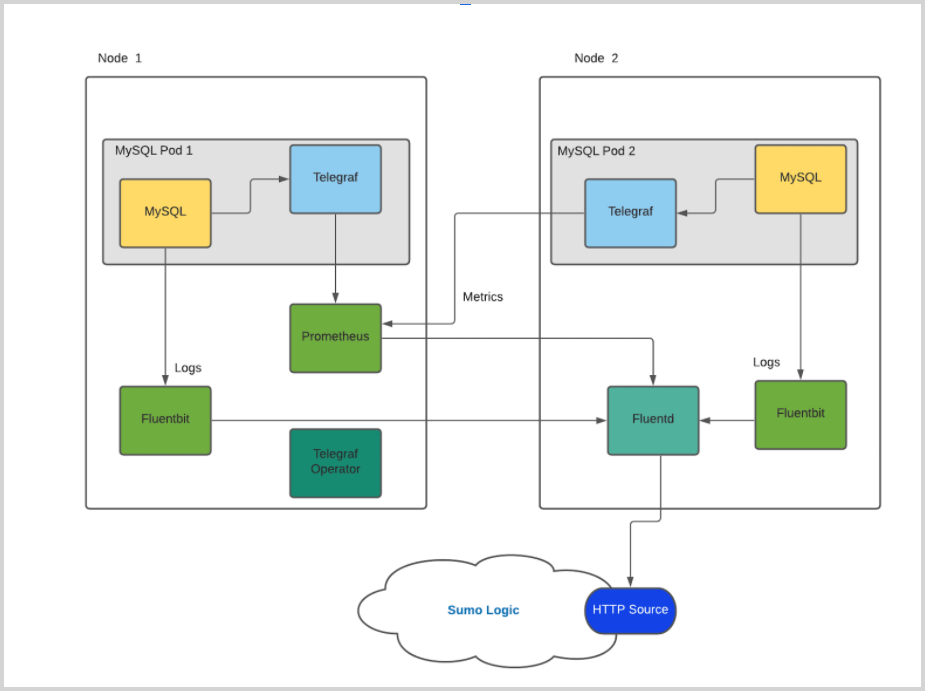 Node 1
Node 2
MySQL Pod 1
Telegraf
MySQL
MySQL Pod 2
MySQL
Telegraf
Metrics
Prometheus
Logs
Logs
Fluentbit
Fluentd
Fluentbit
Telegraf
Operator
Sumo Logic
HTTP Source